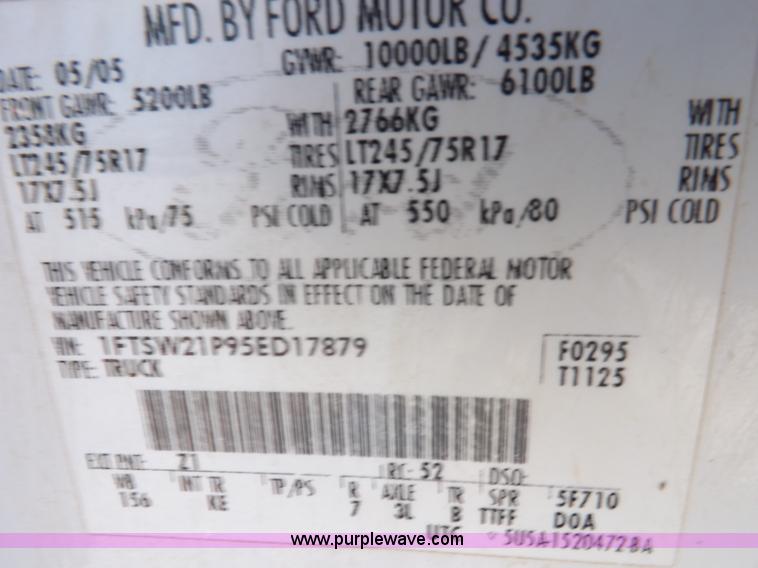 MFD. BY FORD MOTOR CO.
DATE: 05/05 GVWR: 10000LB/ 4535KG
FRONT GAWR: 5200LB REAR GAWR: 6100LB
2358KG WITH 2766KG WITH
LT245/75R17 TIRES LT245/75R17 TIRES
17X7.5J RIMS 17X7.5J RIMS
AT 515 kPa/75 PSI COLD AT 550 kPa/80 PSI COLD
THIS VEHICLE CONFORMS TO ALL APPLICABLE FEDERAL MOTOR
VEHICLE SAFETY STANDARDS IN EFFECT ON THE DATE OF
MANUFACTURE SHOWN ABOVE.
VIN: 1FTSW21P95ED17879 F0295
TYPE: TRUCK T1125
EXT PNT: Z1 RC: 52 DSO:
WB INT TR TP/PS R AXLE TR SPR 5F710
156 KE 7 3L B TTFF DOA
UTC 5U5A1520472BA
www.purplewave.com